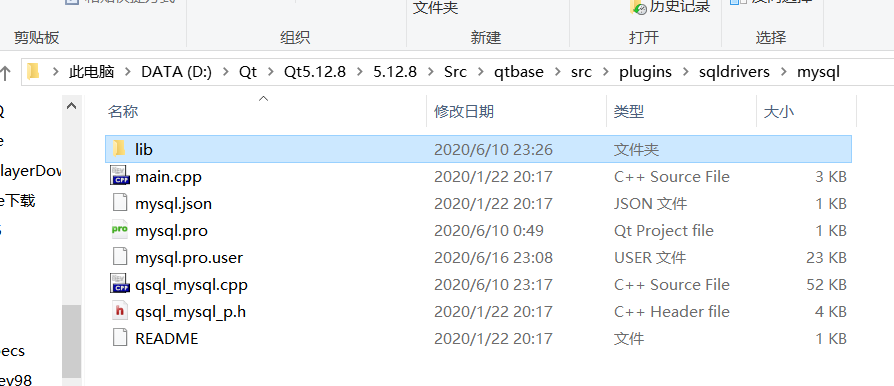 文件夹
历史记录
剪贴板
组织
新建
打开
选择
此电脑 > DATA (D:) > Qt > Qt5.12.8 > 5.12.8 > Src > qtbase > src > plugins > sqldrivers > mysql
名称 修改日期 类型 大小
lib 2020/6/10 23:26 文件夹
main.cpp 2020/1/22 20:17 C++ Source File 3 KB
mysql.json 2020/1/22 20:17 JSON 文件 1 KB
mysql.pro 2020/6/10 0:49 Qt Project file 1 KB
mysql.pro.user 2020/6/16 23:08 USER 文件 23 KB
qsql_mysql.cpp 2020/6/10 23:17 C++ Source File 52 KB
qsql_mysql_p.h 2020/1/22 20:17 C++ Header file 4 KB
README 2020/1/22 20:17 文件 1 KB
layerDow
e下载
ecs
ev98